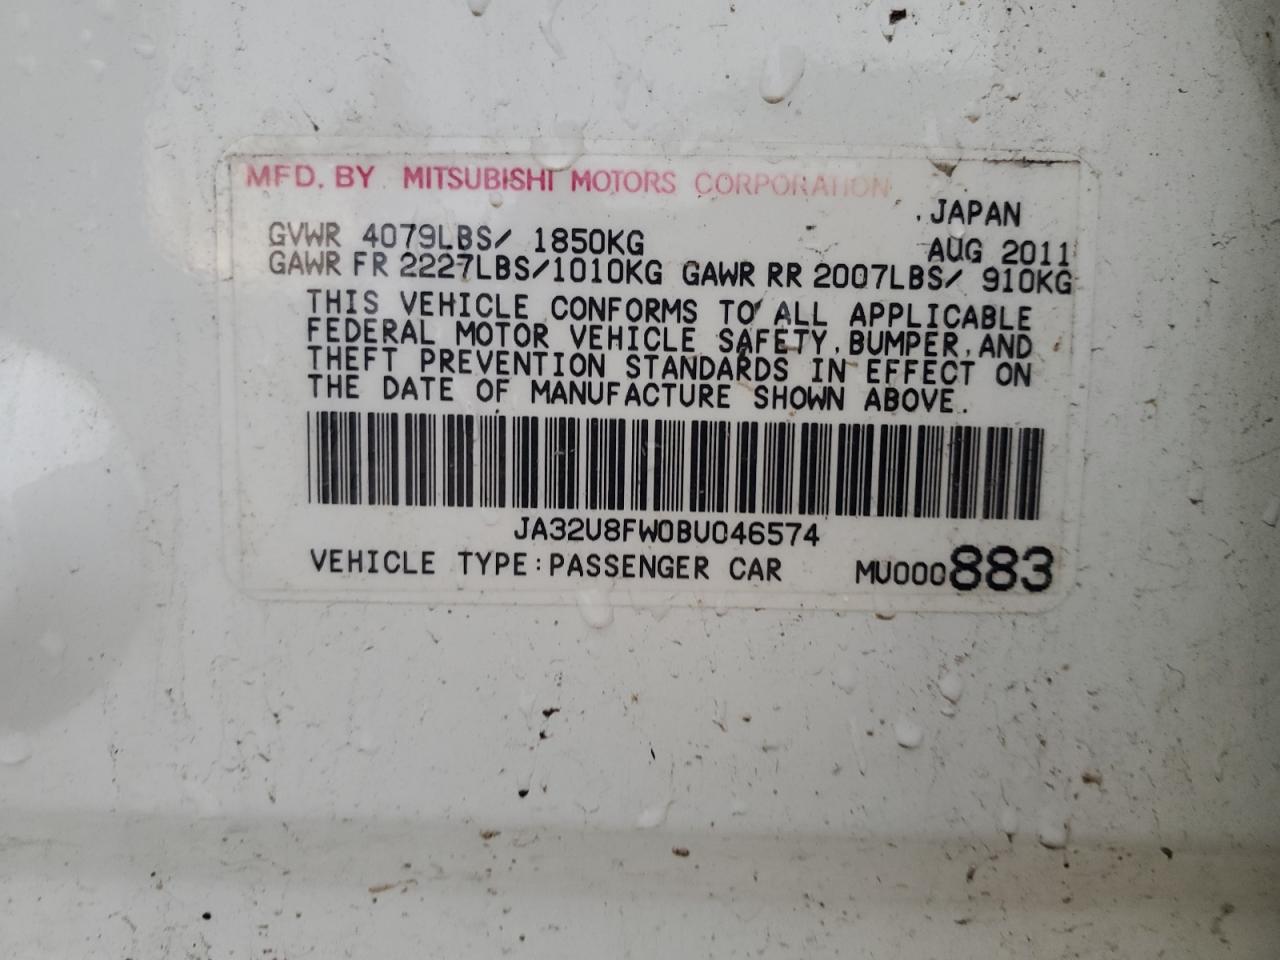 MFD. BY MITSUBISHI MOTORS CORPORATION
, JAPAN
GVWR 4079LBS/ 1850KG AUG 2011
GAWR FR 2227LBS/1010KG GAWR RR 2007LBS/ 910KG
THIS VEHICLE CONFORMS TO ALL APPLICABLE
FEDERAL MOTOR VEHICLE SAFETY, BUMPER, AND
THEFT PREVENTION STANDARDS IN EFFECT ON
THE DATE OF MANUFACTURE SHOWN ABOVE.
JA32U8FW0BU046574
VEHICLE TYPE:PASSENGER CAR MU000883